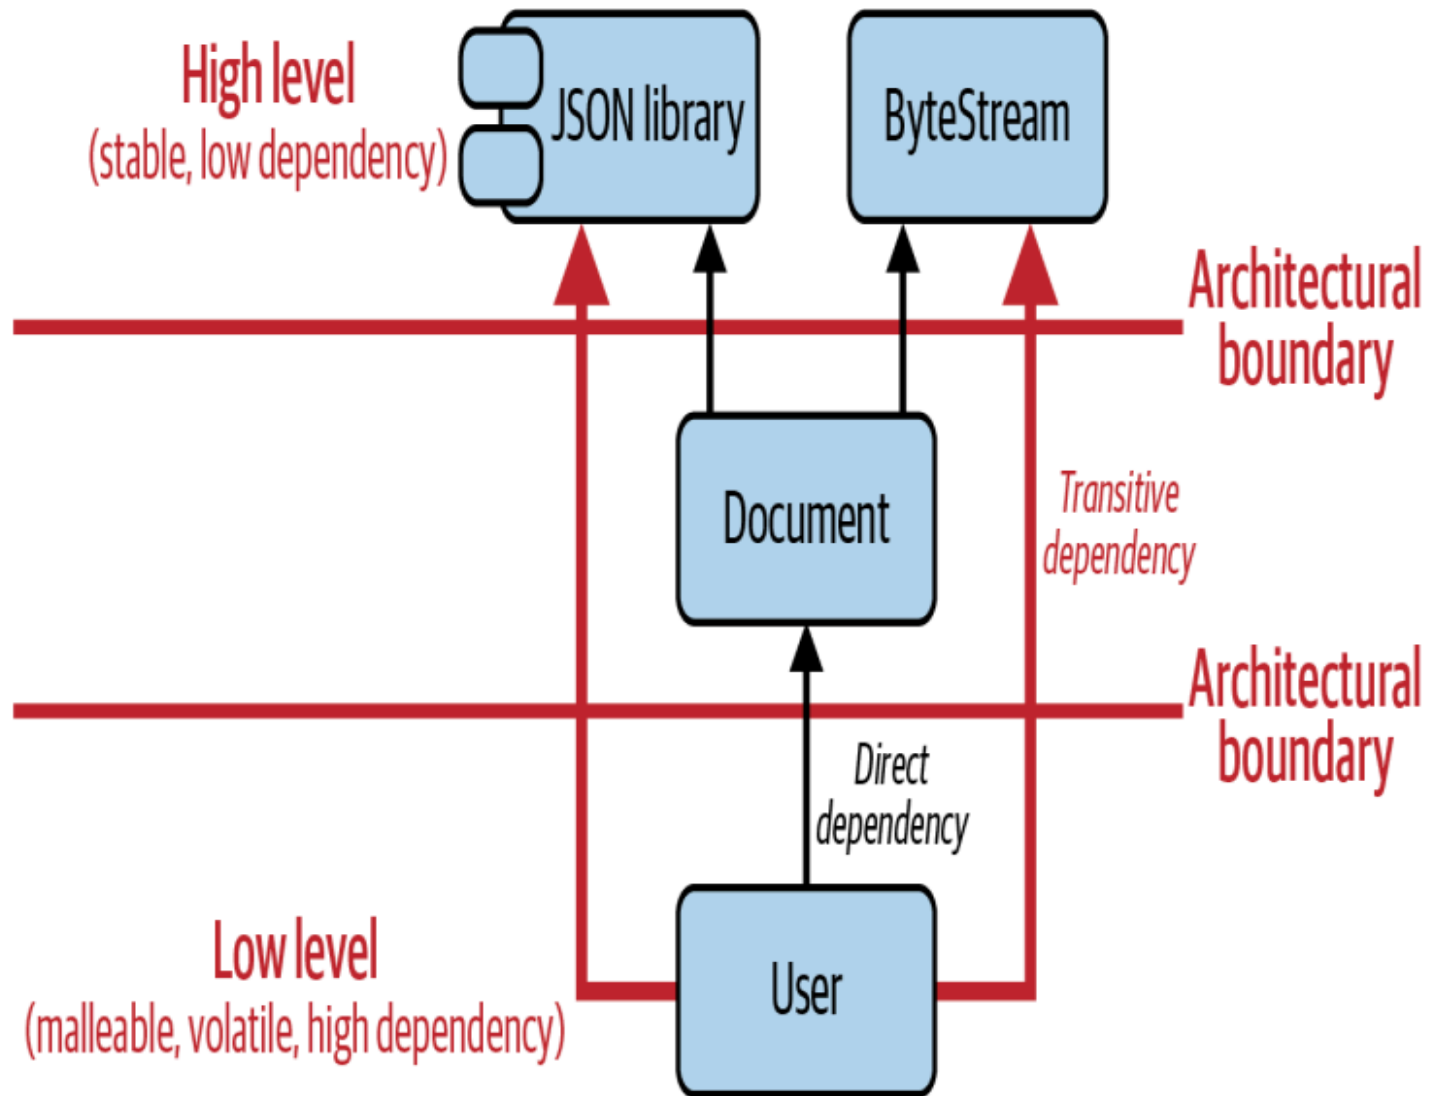 High level
(stable, low dependency)
JSON library
ByteStream
Architectural
boundary
Document
Transitive
dependency
Architectural
boundary
Direct
dependency
Low level
(malleable, volatile, high dependency)
User